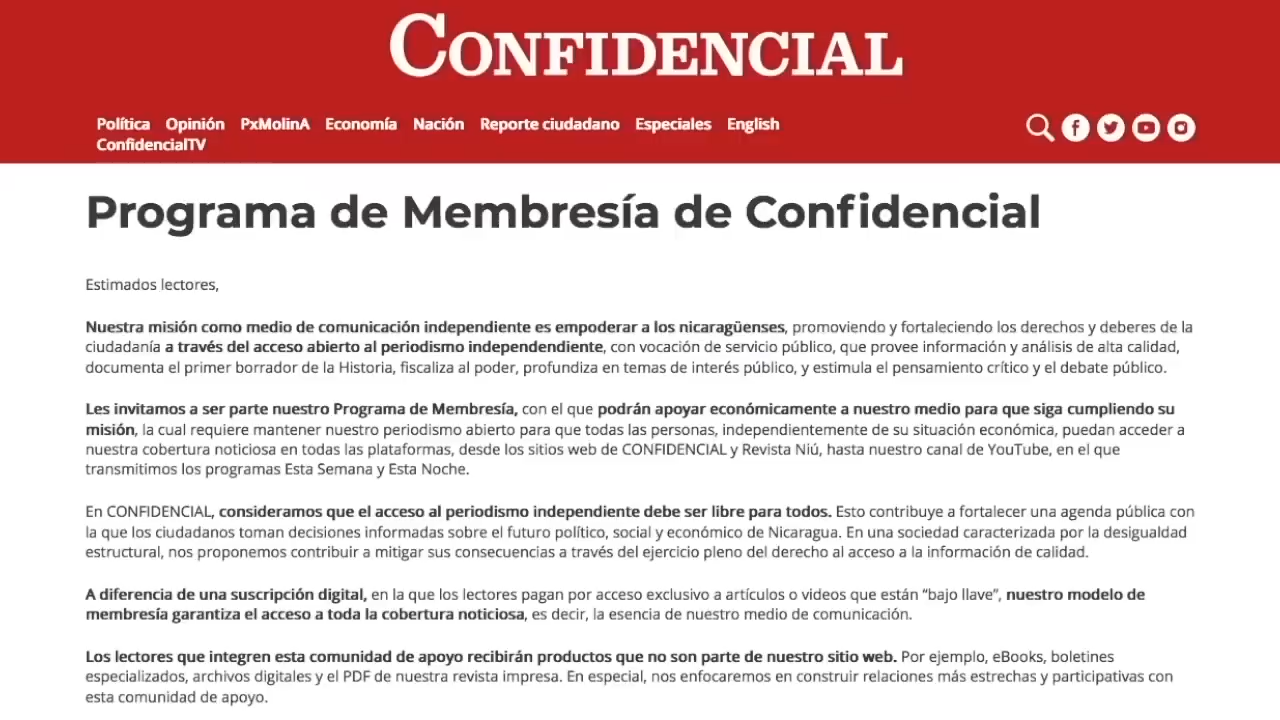 CONFIDENCIAL
Política Opinión PxMolinA Economía Nación Reporte ciudadano Especiales English
ConfidencialTV
Programa de Membresía de Confidencial
Estimados lectores,
Nuestra misión como medio de comunicación independiente es empoderar a los nicaragüenses, promoviendo y fortaleciendo los derechos y deberes de la
ciudadanía a través del acceso abierto al periodismo independendiente, con vocación de servicio público, que provee información y análisis de alta calidad,
documenta el primer borrador de la Historia, fiscaliza al poder, profundiza en temas de interés público, y estimula el pensamiento crítico y el debate público.
Les invitamos a ser parte nuestro Programa de Membresía, con el que podrán apoyar económicamente a nuestro medio para que siga cumpliendo su
misión, la cual requiere mantener nuestro periodismo abierto para que todas las personas, independientemente de su situación económica, puedan acceder a
nuestra cobertura noticiosa en todas las plataformas, desde los sitios web de CONFIDENCIAL y Revista Niú, hasta nuestro canal de YouTube, en el que
transmitimos los programas Esta Semana y Esta Noche.
En CONFIDENCIAL, consideramos que el acceso al periodismo independiente debe ser libre para todos. Esto contribuye a fortalecer una agenda pública con
la que los ciudadanos toman decisiones informadas sobre el futuro político, social y económico de Nicaragua. En una sociedad caracterizada por la desigualdad
estructural, nos proponemos contribuir a mitigar sus consecuencias a través del ejercicio pleno del derecho al acceso a la información de calidad.
A diferencia de una suscripción digital, en la que los lectores pagan por acceso exclusivo a artículos o videos que están “bajo llave”, nuestro modelo de
membresía garantiza el acceso a toda la cobertura noticiosa, es decir, la esencia de nuestro medio de comunicación.
Los lectores que integren esta comunidad de apoyo recibirán productos que no son parte de nuestro sitio web. Por ejemplo, eBooks, boletines
especializados, archivos digitales y el PDF de nuestra revista impresa. En especial, nos enfocaremos en construir relaciones más estrechas y participativas con
esta comunidad de apoyo.